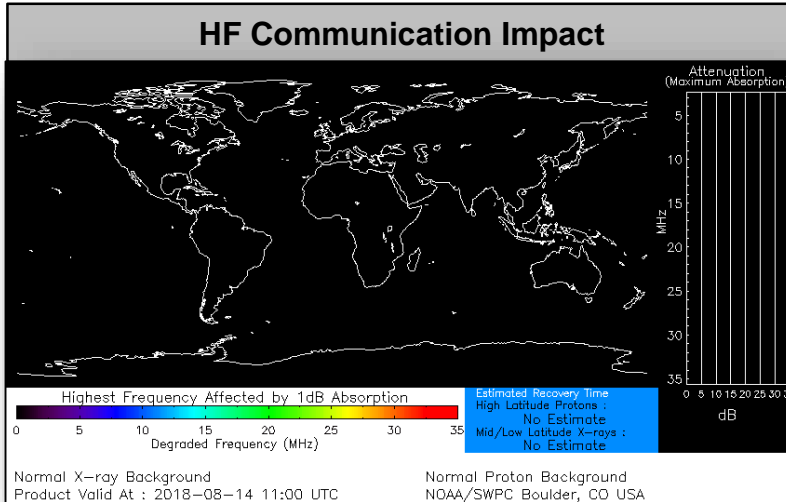 HF Communication Impact
Attenuation
(Maximum Absorption
5
10
15
20
25
30
35
MHz
0 5 10 15 20 25 30 3
dB
Highest Frequency Affected by 1dB Absorption
0 5 10 15 20 25 30 35
Degraded Frequency (MHz)
Estimated Recovery Time
High Latitude Protons :
No Estimate
Mid/Low Latitude X-rays :
No Estimate
Normal X-ray Background
Normal Proton Background
Product Valid At : 2018-08-14 11:00 UTC
NOAA/SWPC Boulder, CO USA